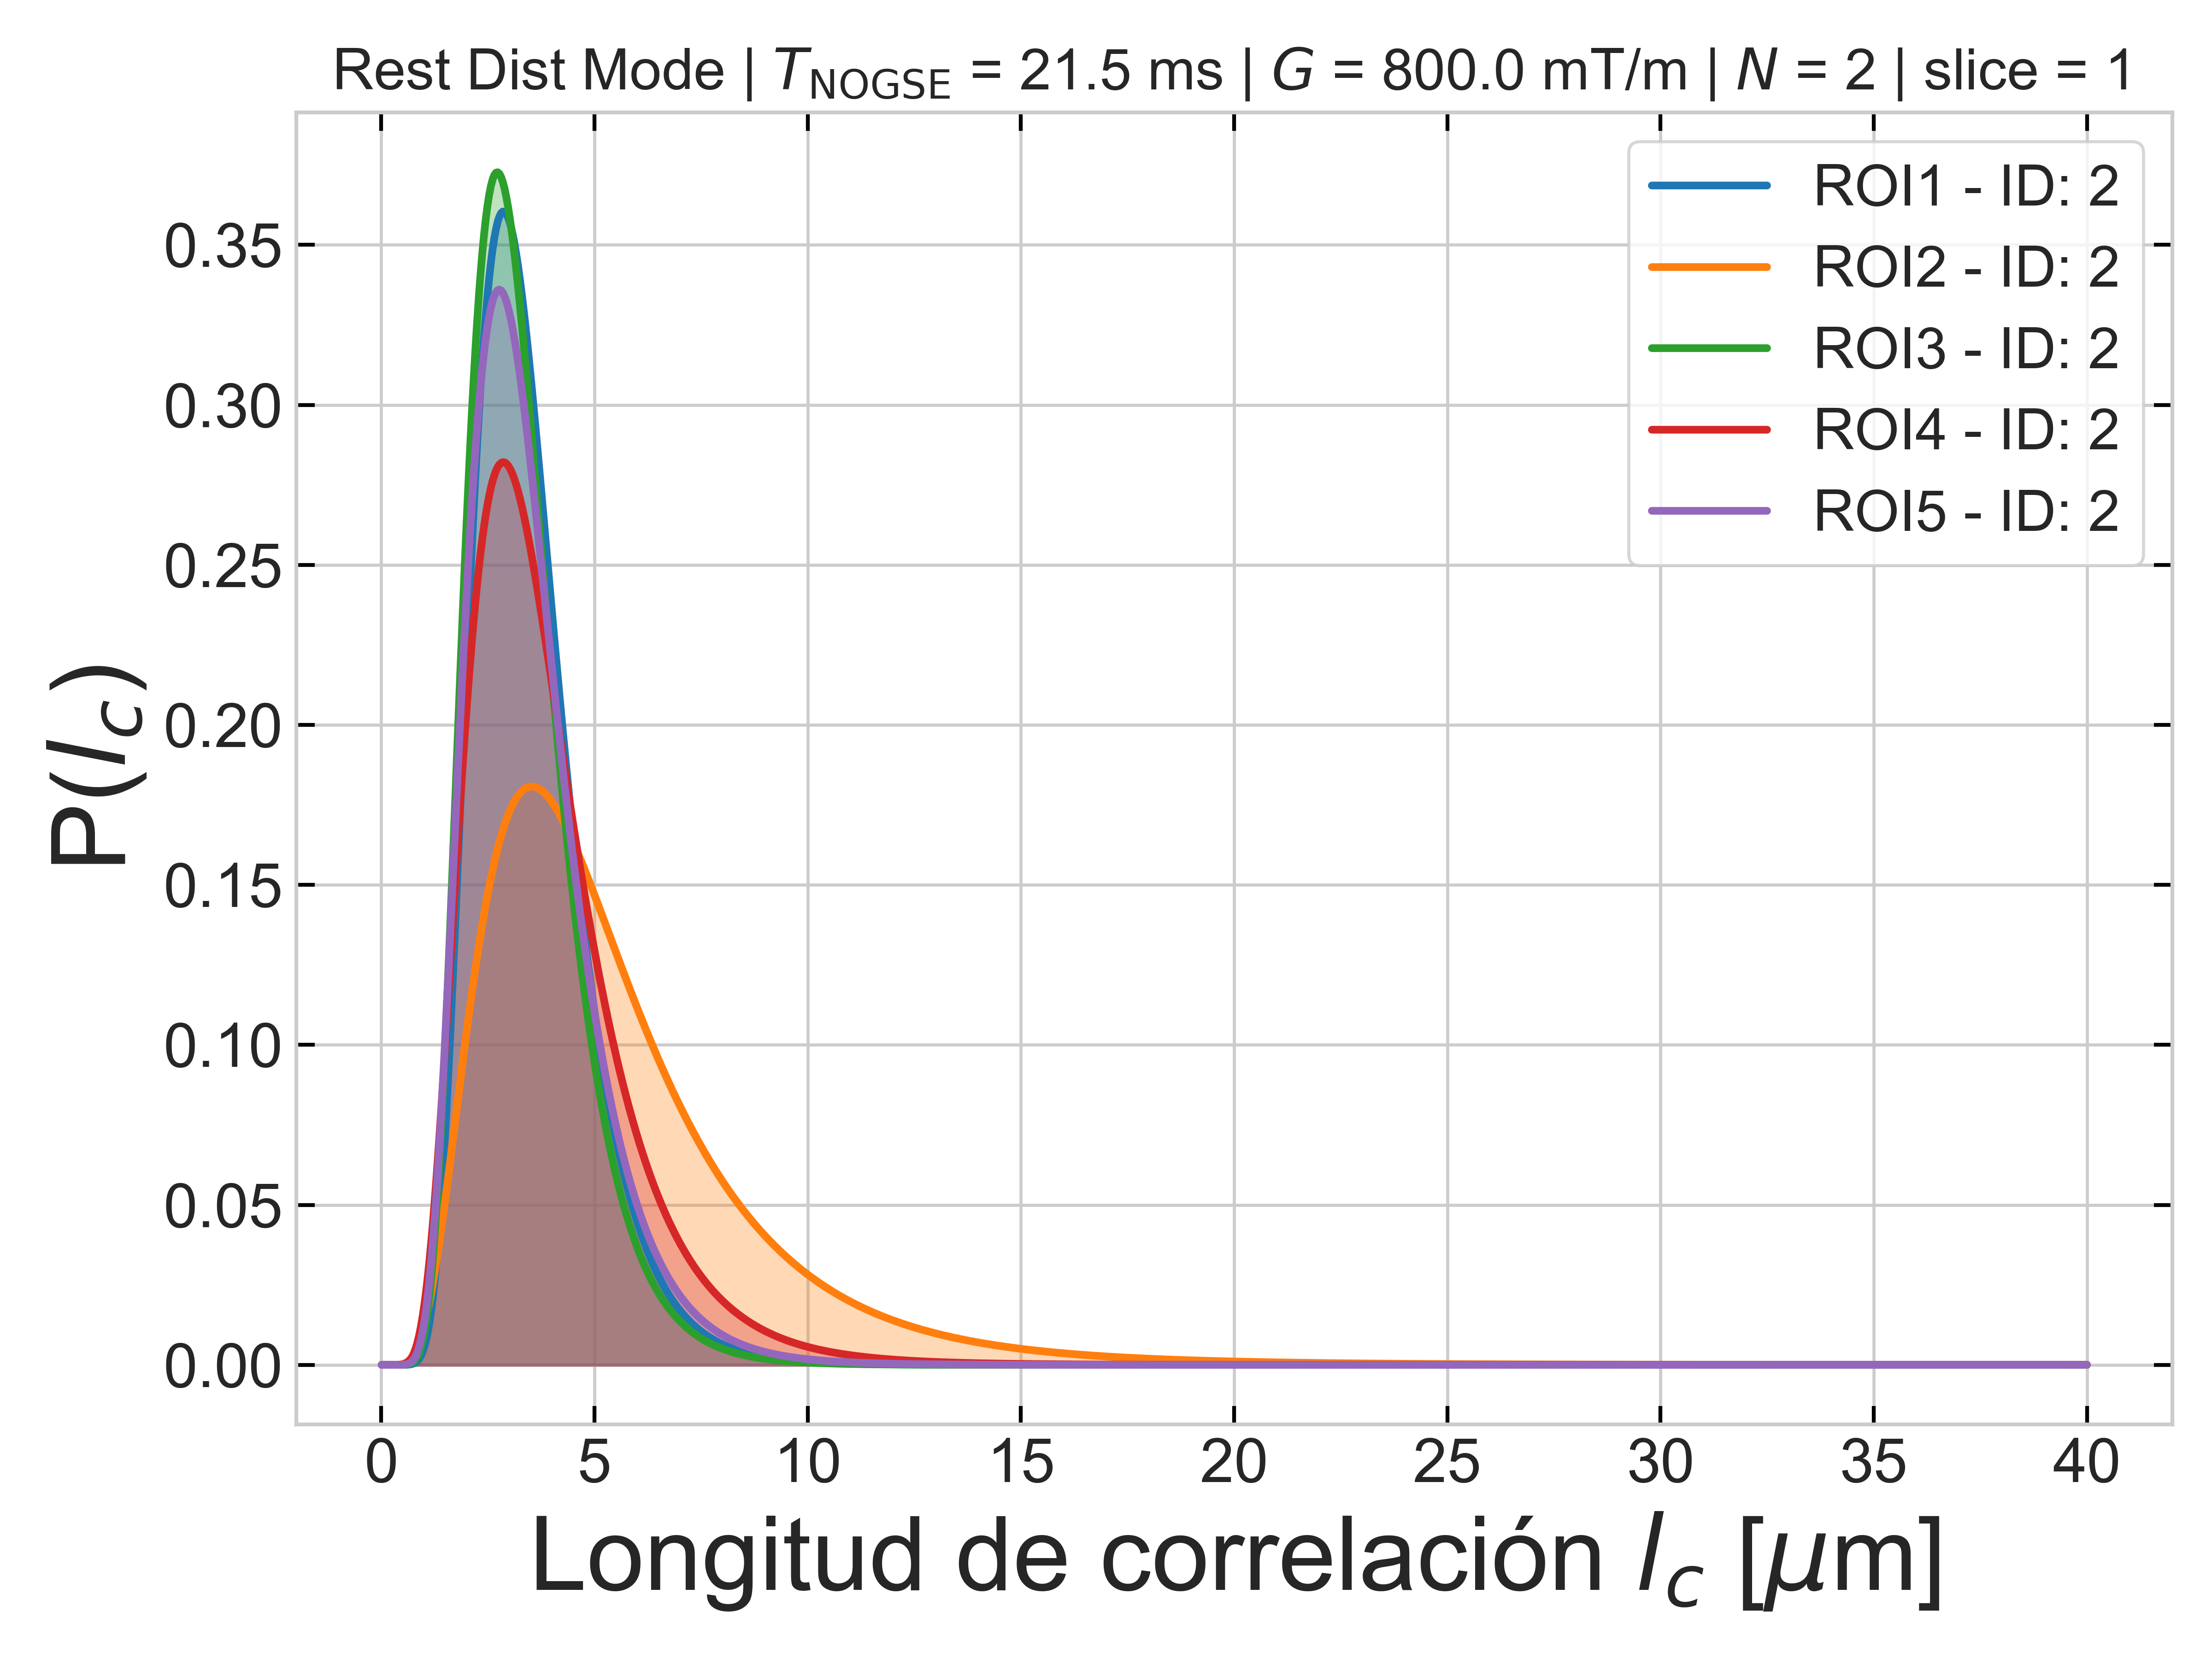 Rest Dist Mode | T_NOGSE = 21.5 ms | G = 800.0 mT/m | N = 2 | slice = 1
ROI1 - ID: 2
ROI2 - ID: 2
ROI3 - ID: 2
ROI4 - ID: 2
ROI5 - ID: 2
P(l_c)
0.35
0.30
0.25
0.20
0.15
0.10
0.05
0.00
0 5 10 15 20 25 30 35 40
Longitud de correlación l_c [μm]